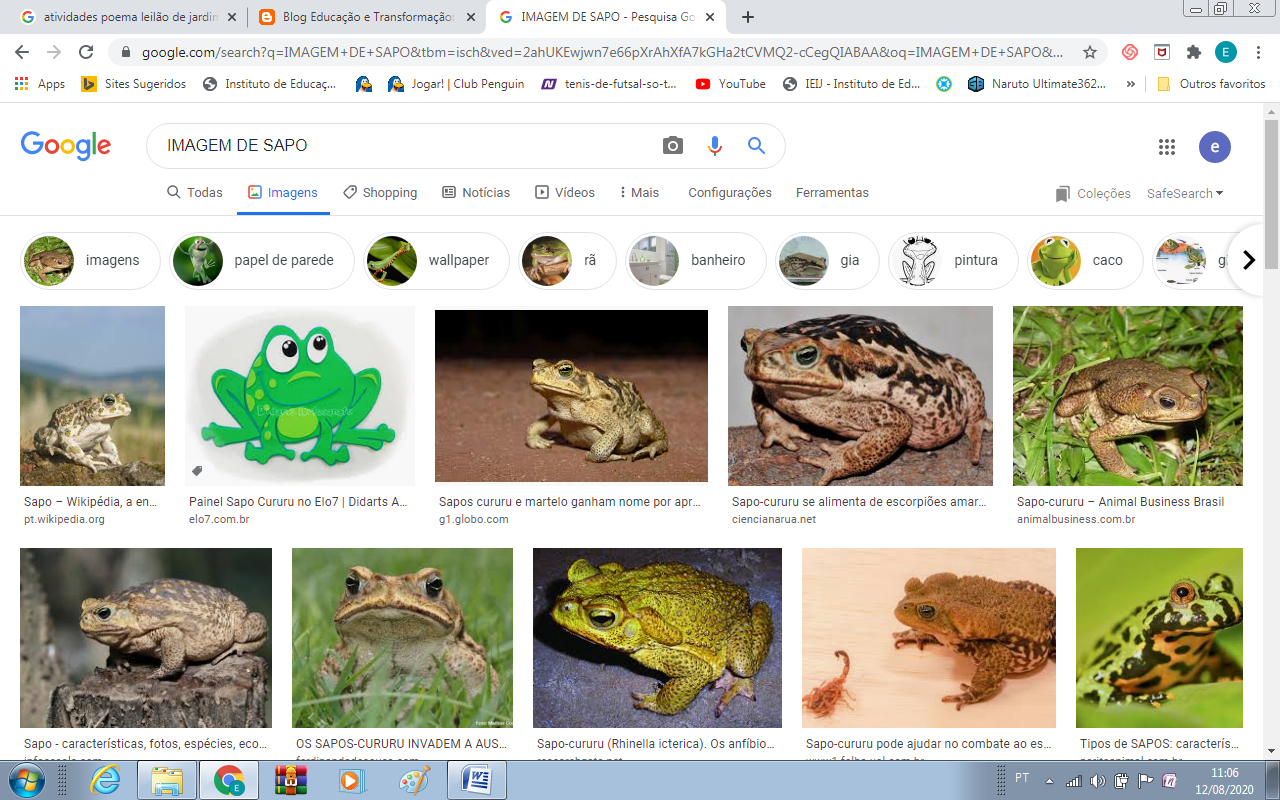 atividades poema leilão de jardin
Blog Educação e Transformação:
IMAGEM DE SAPO - Pesquisa Go
google.com/search?q=IMAGEM+DE+SAPO&tbm=isch&ved=2ahUKEwjwn7e66pXrAhXfA7kGHa2tCVMQ2-cCegQIABAA&oq=IMAGEM+DE+SAPO&...
E
Apps
Sites Sugeridos
Instituto de Educaç...
Jogar! | Club Penguin
tenis-de-futsal-so-t...
YouTube
IEIJ - Instituto de Ed...
Naruto Ultimate362...
»
Outros favoritos
Google
IMAGEM DE SAPO
e
Todas
Imagens
Shopping
Notícias
Vídeos
Mais
Configurações
Ferramentas
Coleções
SafeSearch
imagens
papel de parede
wallpaper
rã
banheiro
gia
pintura
caco
Sapo – Wikipédia, a en...
pt.wikipedia.org
Painel Sapo Cururu no Elo7 | Didarts A...
elo7.com.br
Sapos cururu e martelo ganham nome por apr...
g1.globo.com
Sapo-cururu se alimenta de escorpiões amar...
ciencianarua.net
Sapo-cururu – Animal Business Brasil
animalbusiness.com.br
Sapo - características, fotos, espécies, eco...
OS SAPOS-CURURU INVADEM A AUS...
Sapo-cururu (Rhinella icterica). Os anfíbio...
Sapo-cururu pode ajudar no combate ao es...
Tipos de SAPOS: caracterís...
PT
11:06
12/08/2020